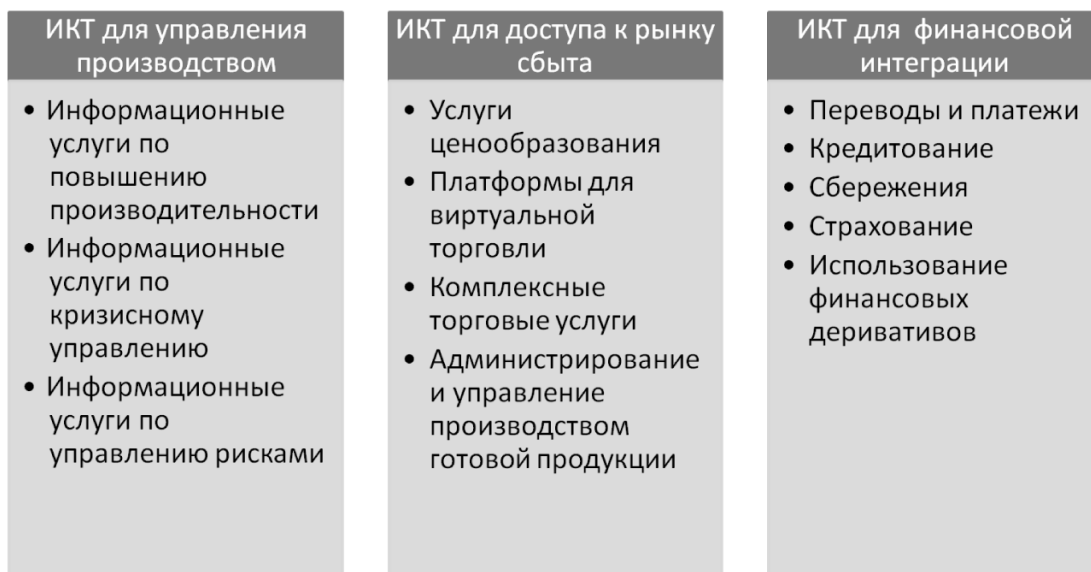 ИКТ для управления
производством
• Информационные
услуги по
повышению
производительности
• Информационные
услуги по
кризисному
управлению
• Информационные
услуги по
управлению рисками
ИКТ для доступа к рынку
сбыта
• Услуги
ценообразования
• Платформы для
виртуальной
торговли
• Комплексные
торговые услуги
• Администрирование
и управление
производством
готовой продукции
ИКТ для финансовой
интеграции
• Переводы и платежи
• Кредитование
• Сбережения
• Страхование
• Использование
финансовых
деривативов